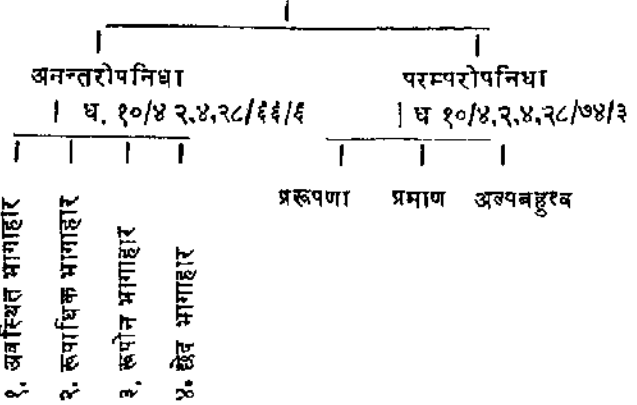 अनन्तरोपनिधा
परम्परोपनिधा
ध. १०/४ २,४,२८/६६/६
ध १०/४,२,४,२८/७४/३
प्ररूपणा
प्रमाण
अल्पबहुत्व
१. अवस्थित भागाहार
२. रूपाधिक भागाहार
३. रूपोन भागाहार
४. छेद भागाहार